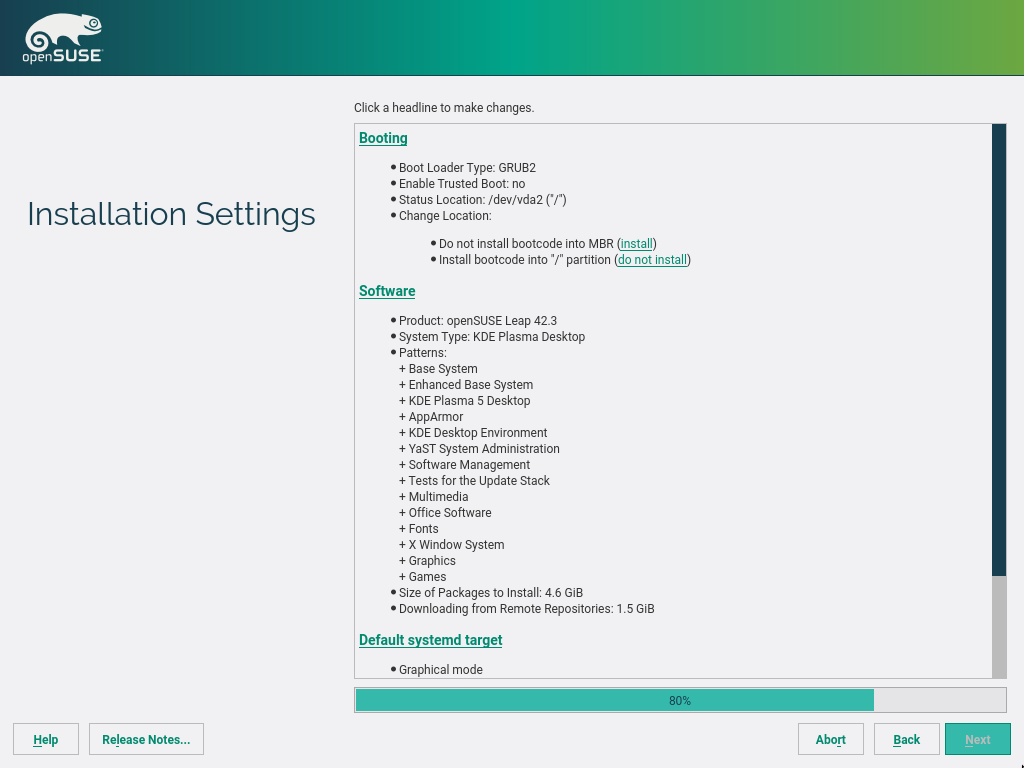 openSUSE
Click a headline to make changes.
Installation Settings
Booting
Boot Loader Type: GRUB2
Enable Trusted Boot: no
Status Location: /dev/vda2 ("/")
Change Location:
Do not install bootcode into MBR (install)
Install bootcode into "/" partition (do not install)
Software
Product: openSUSE Leap 42.3
System Type: KDE Plasma Desktop
Patterns:
+ Base System
+ Enhanced Base System
+ KDE Plasma 5 Desktop
+ AppArmor
+ KDE Desktop Environment
+ YaST System Administration
+ Software Management
+ Tests for the Update Stack
+ Multimedia
+ Office Software
+ Fonts
+ X Window System
+ Graphics
+ Games
Size of Packages to Install: 4.6 GiB
Downloading from Remote Repositories: 1.5 GiB
Default systemd target
Graphical mode
80%
Help
Release Notes...
Abort
Back
Next